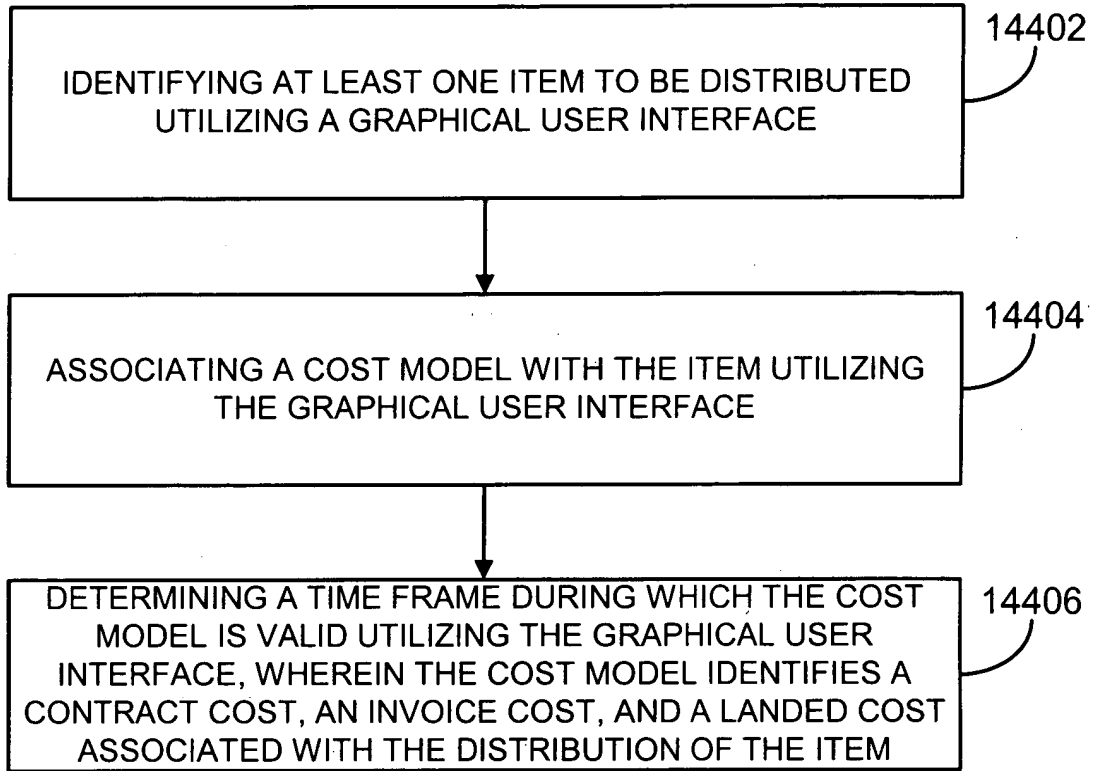 14402
IDENTIFYING AT LEAST ONE ITEM TO BE DISTRIBUTED
UTILIZING A GRAPHICAL USER INTERFACE
14404
ASSOCIATING A COST MODEL WITH THE ITEM UTILIZING
THE GRAPHICAL USER INTERFACE
14406
DETERMINING A TIME FRAME DURING WHICH THE COST
MODEL IS VALID UTILIZING THE GRAPHICAL USER
INTERFACE, WHEREIN THE COST MODEL IDENTIFIES A
CONTRACT COST, AN INVOICE COST, AND A LANDED COST
ASSOCIATED WITH THE DISTRIBUTION OF THE ITEM